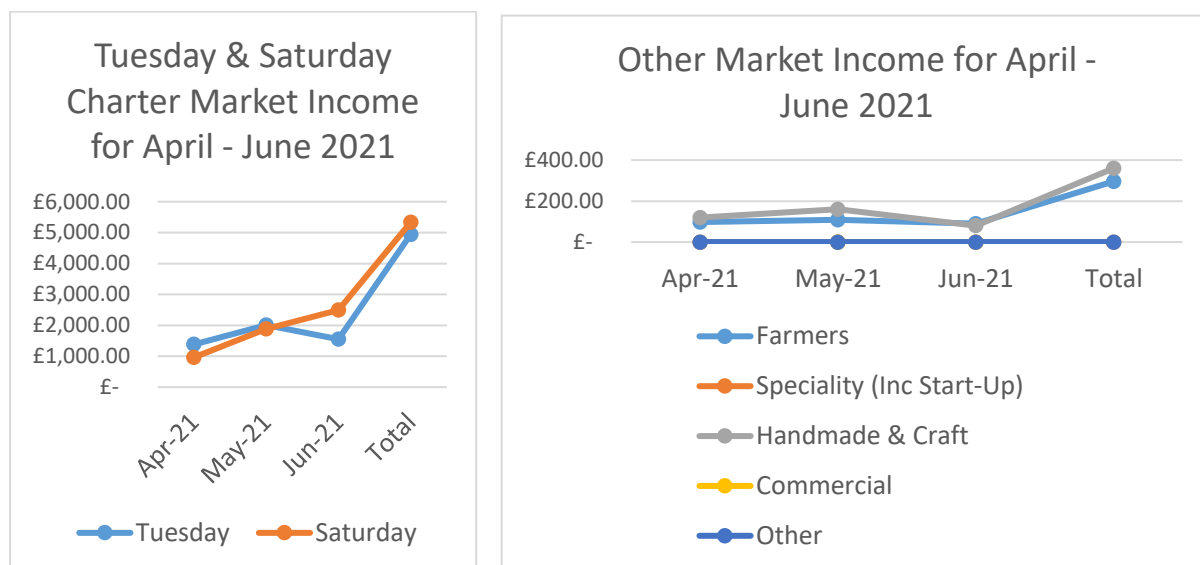 Tuesday & Saturday
Charter Market Income
for April - June 2021
£6,000.00
£5,000.00
£4,000.00
£3,000.00
£2,000.00
£1,000.00
£-
Apr-21
May-21
Jun-21
Total
Tuesday
Saturday
Other Market Income for April -
June 2021
£400.00
£200.00
£-
Apr-21
May-21
Jun-21
Total
Farmers
Speciality (Inc Start-Up)
Handmade & Craft
Commercial
Other